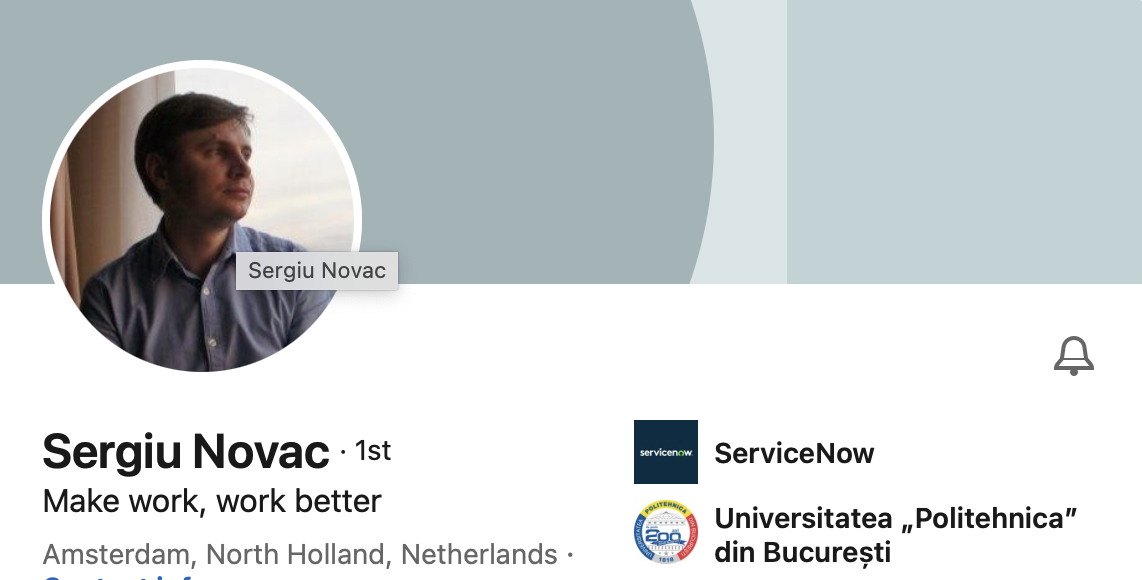 Sergiu Novac
Sergiu Novac · 1st
Make work, work better
Amsterdam, North Holland, Netherlands ·
servicenow
ServiceNow
POLITEHNICA
200
1818
Universitatea „Politehnica”
din București